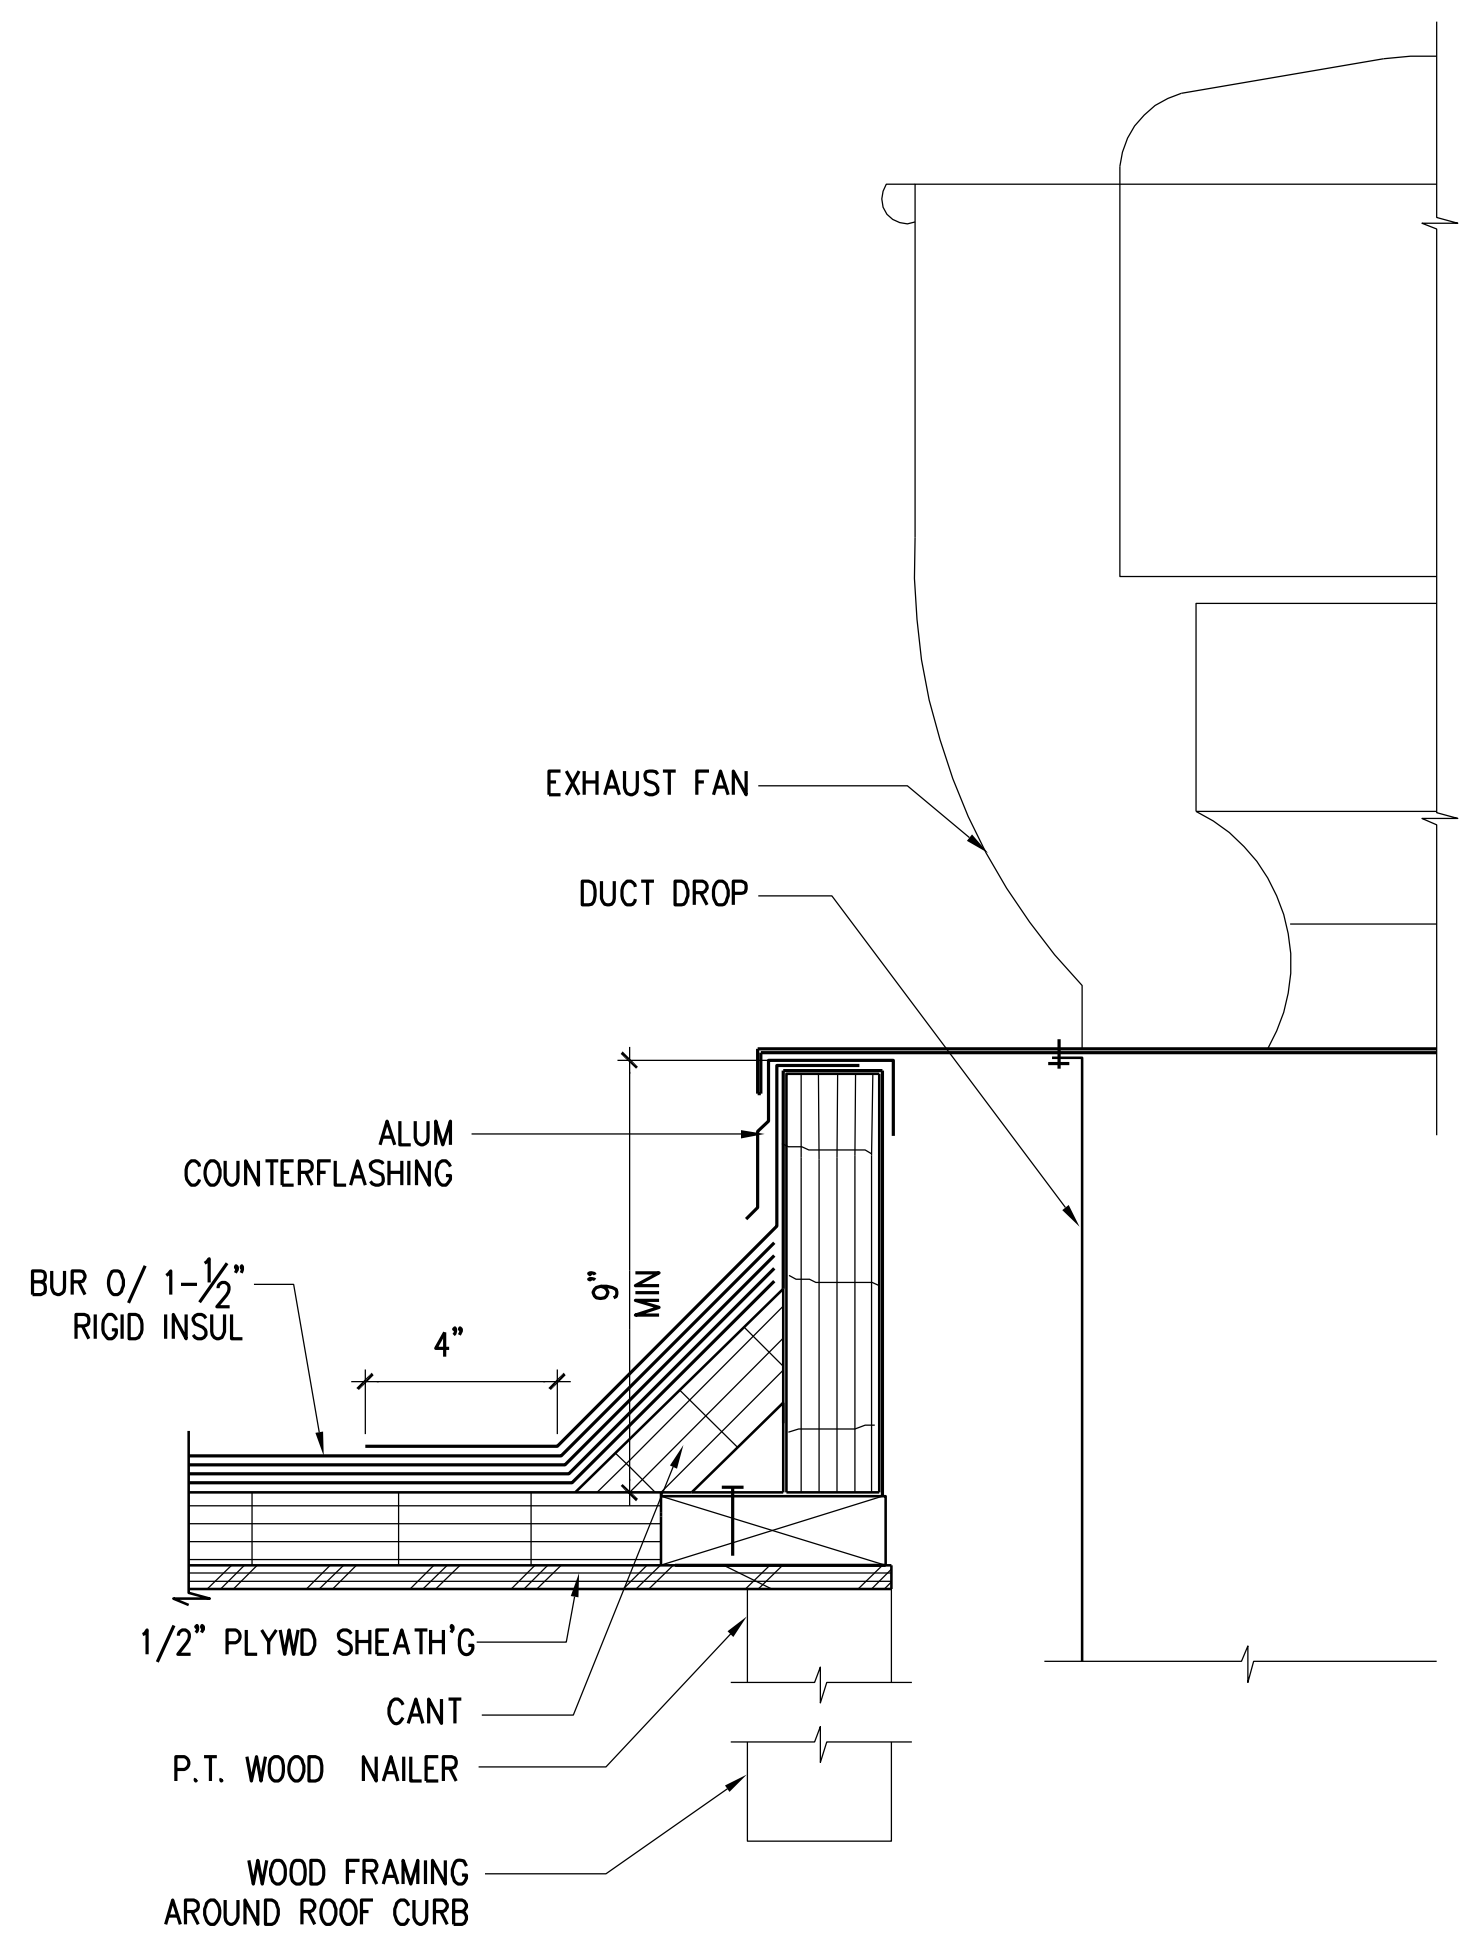 EXHAUST FAN
DUCT DROP
ALUM
COUNTERFLASHING
9"
MIN
BUR O/ 1-1/2"
RIGID INSUL
4"
1/2" PLYWD SHEATH'G
CANT
P.T. WOOD NAILER
WOOD FRAMING
AROUND ROOF CURB